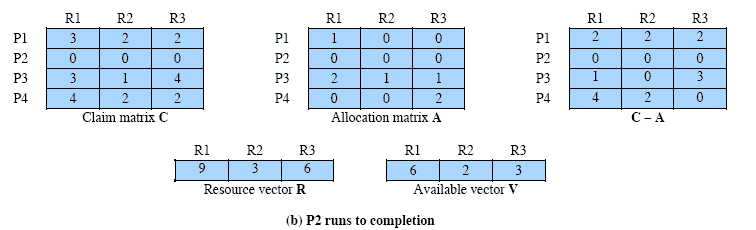 R1 R2 R3 R1 R2 R3 R1 R2 R3
P1 3 2 2 P1 1 0 0 P1 2 2 2
P2 0 0 0 P2 0 0 0 P2 0 0 0
P3 3 1 4 P3 2 1 1 P3 1 0 3
P4 4 2 2 P4 0 0 2 P4 4 2 0
Claim matrix C Allocation matrix A C – A
R1 R2 R3 R1 R2 R3
9 3 6 6 2 3
Resource vector R Available vector V
(b) P2 runs to completion